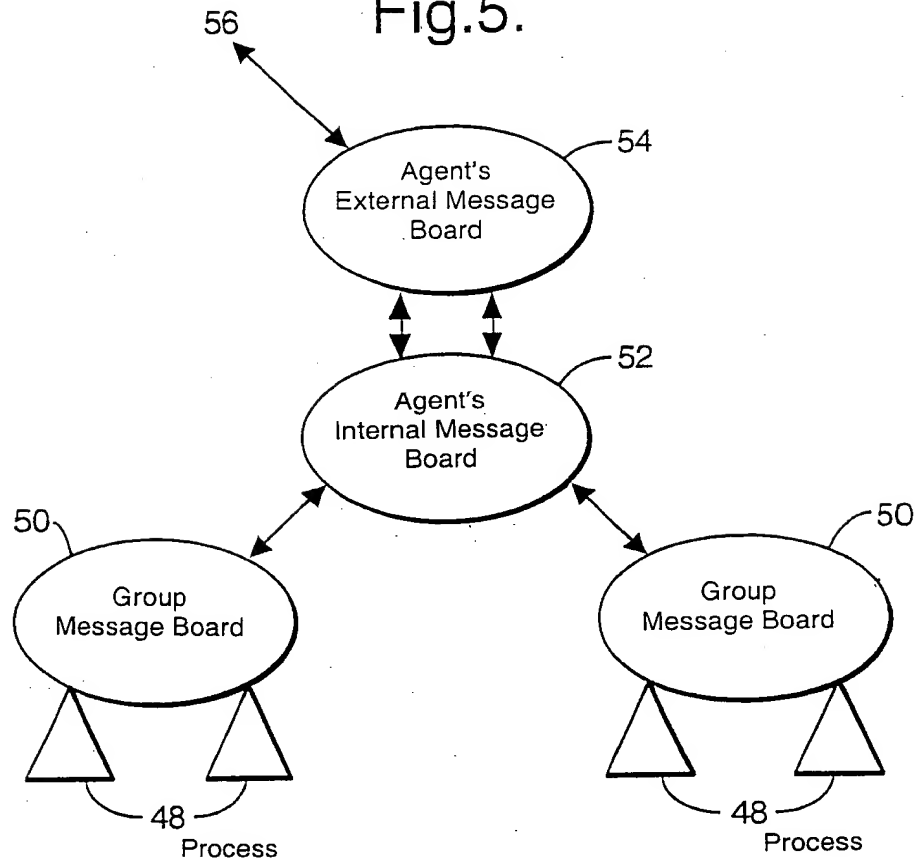 Fig.5.
56
54
Agent's
External Message
Board
52
Agent's
Internal Message
Board
50
50
Group
Message Board
Group
Message Board
48
48
Process
Process